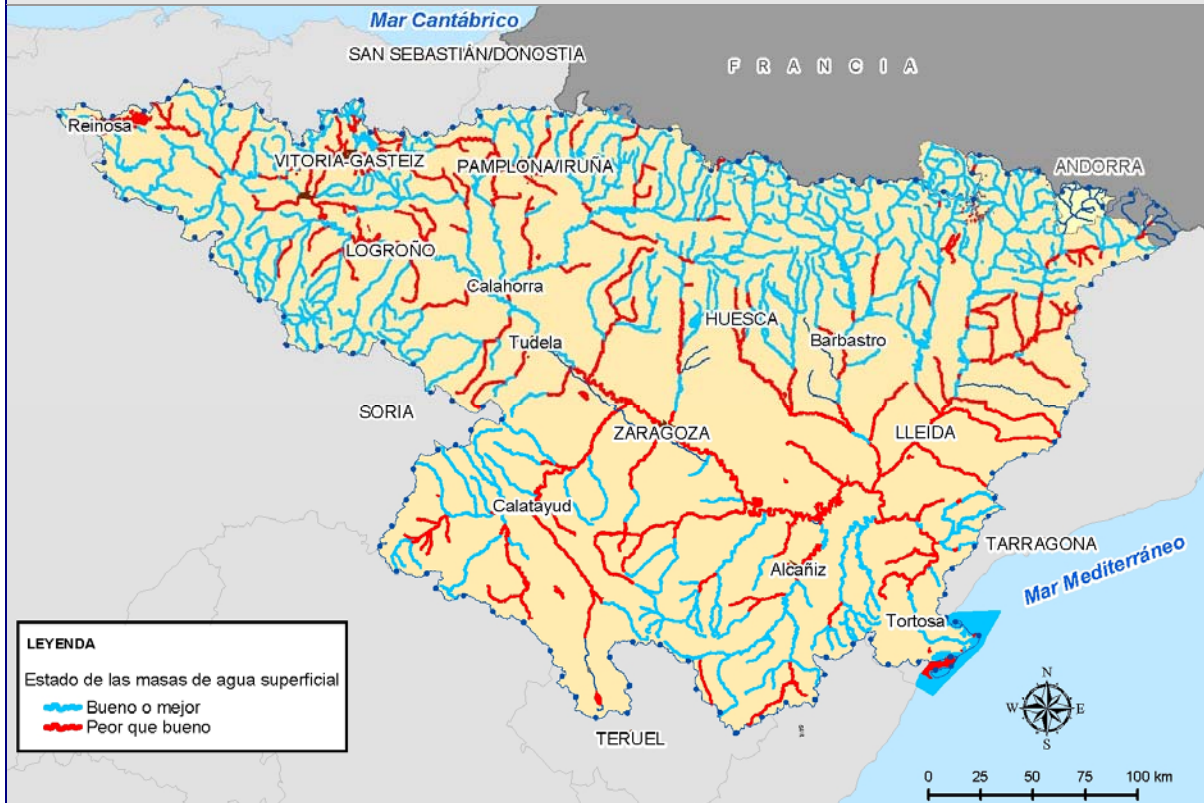 Mar Cantábrico
SAN SEBASTIÁN/DONOSTIA
F R A N C I A
Reinosa
VITORIA-GASTEIZ
PAMPLONA/IRUÑA
ANDORRA
LOGROÑO
Calahorra
HUESCA
Tudela
Barbastro
SORIA
ZARAGOZA
LLEIDA
Calatayud
TARRAGONA
Alcañiz
Mar Mediterráneo
Tortosa
LEYENDA
Estado de las masas de agua superficial
Bueno o mejor
Peor que bueno
TERUEL
N
W E
S
0 25 50 75 100 km